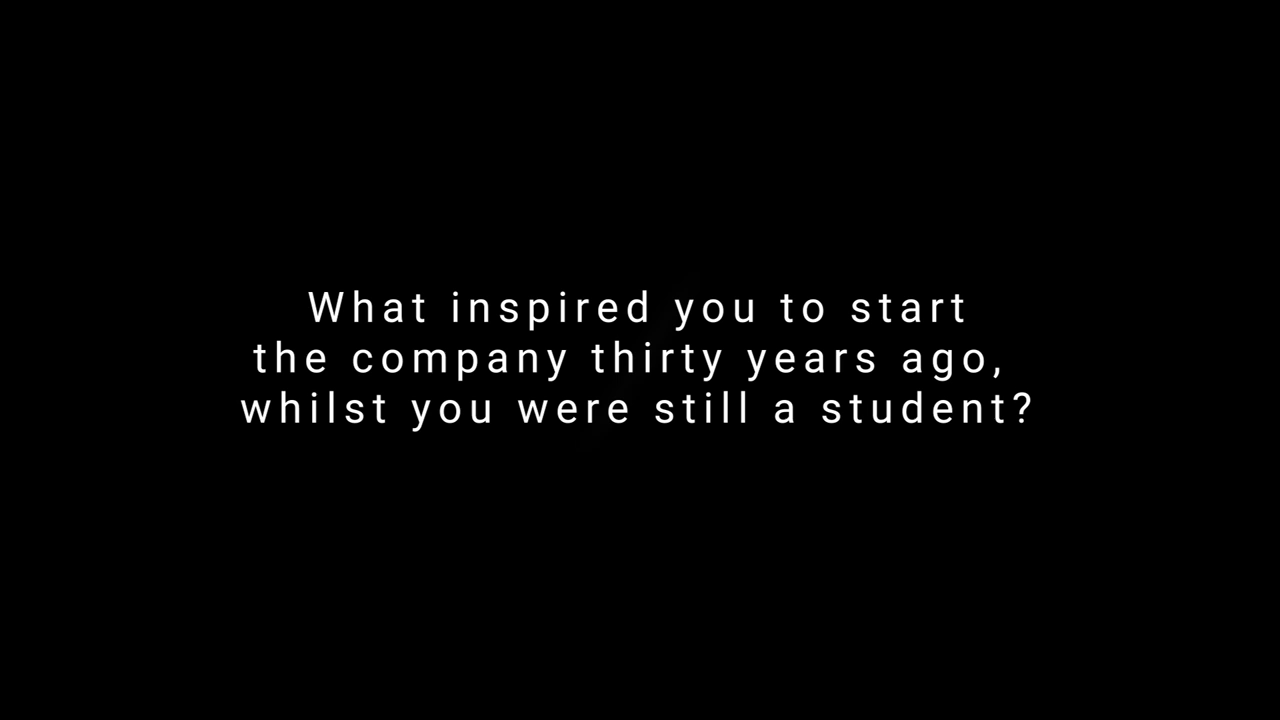 What inspired you to start
the company thirty years ago,
whilst you were still a student?